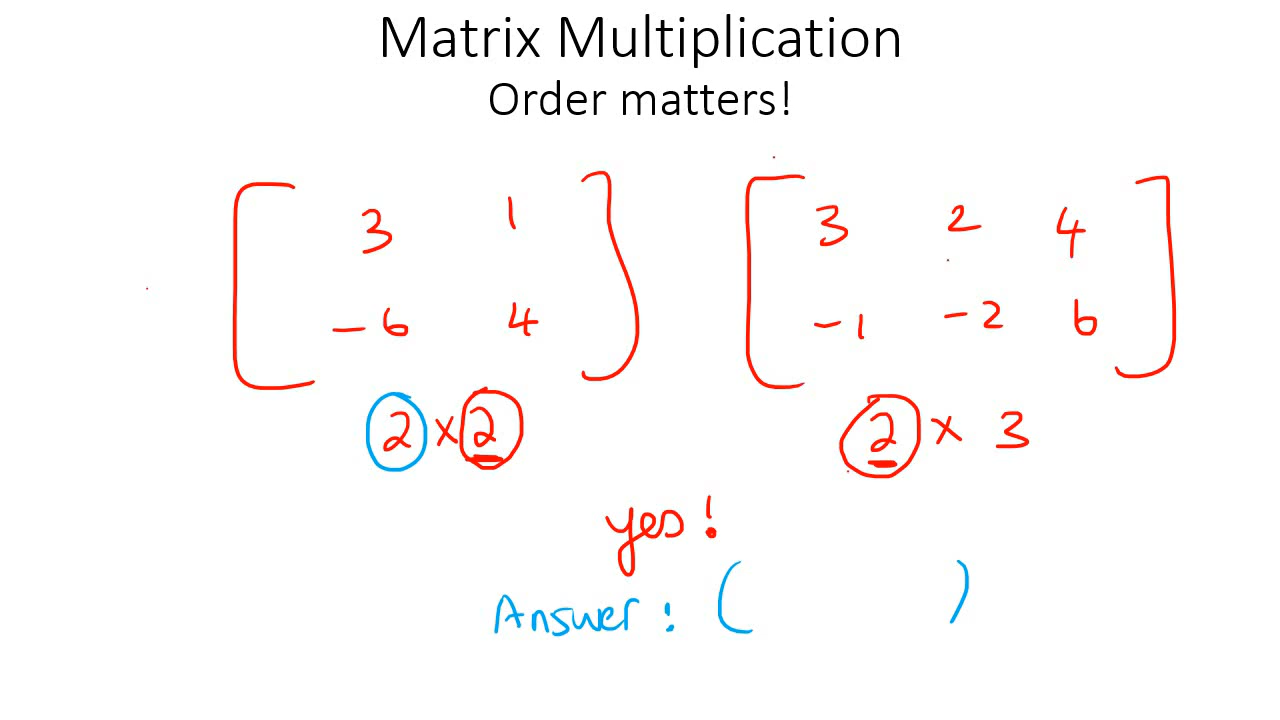 Matrix Multiplication
Order matters!
[ 3 1 ] [ 3 2 4 ]
[ -6 4 ] [ -1 -2 6 ]
2 × 2 2 × 3
yes!
Answer: ( )